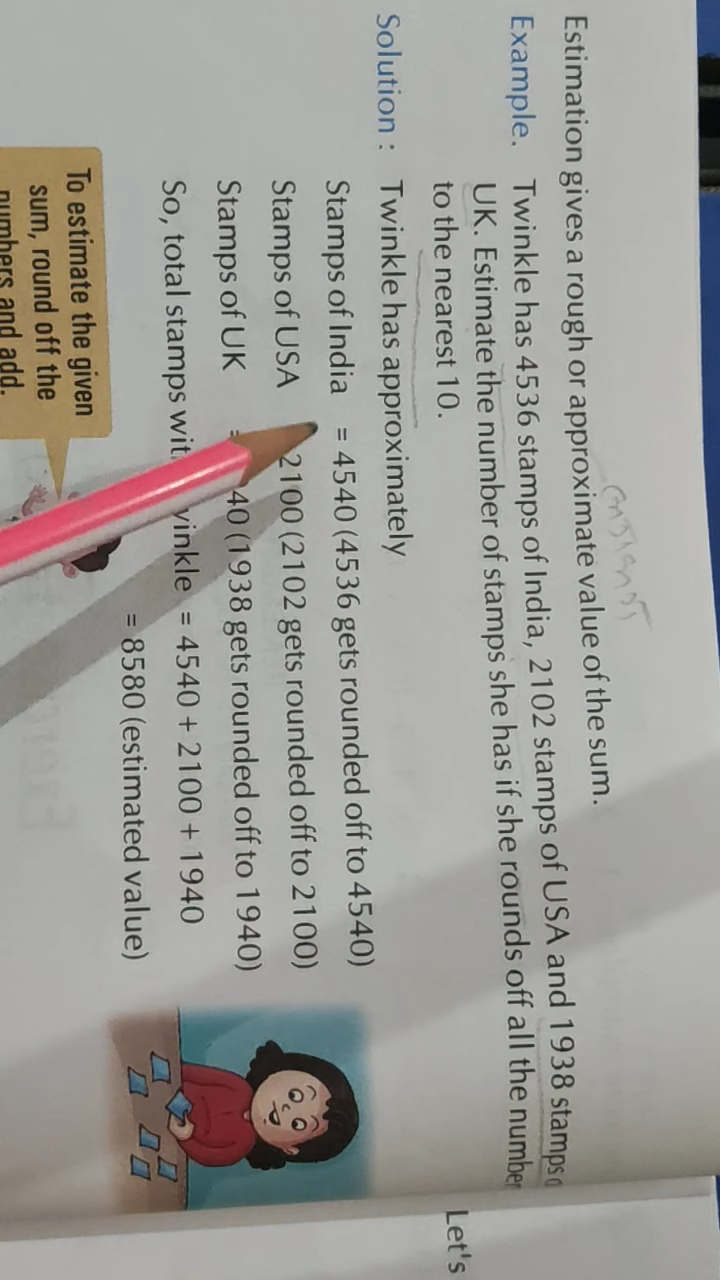 Estimation gives a rough or approximate value of the sum.
Example. Twinkle has 4536 stamps of India, 2102 stamps of USA and 1938 stamps
UK. Estimate the number of stamps she has if she rounds off all the number
to the nearest 10.
Solution : Twinkle has approximately
Stamps of India = 4540 (4536 gets rounded off to 4540)
Stamps of USA 2100 (2102 gets rounded off to 2100)
Stamps of UK = 40 (1938 gets rounded off to 1940)
So, total stamps wit winkle = 4540 + 2100 + 1940
= 8580 (estimated value)
To estimate the given
sum, round off the
numbers and add.
Let's